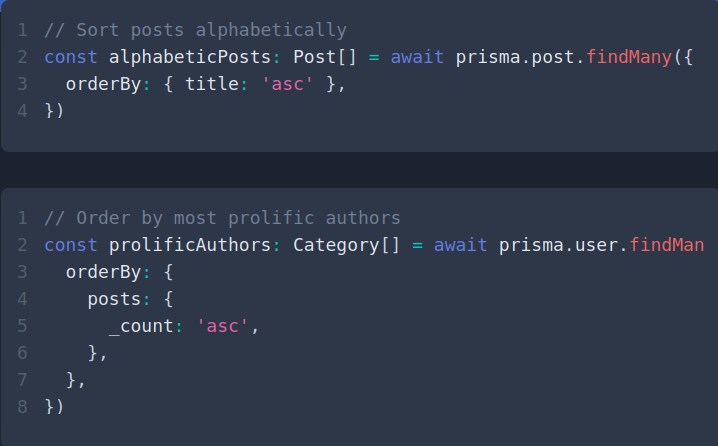 1 // Sort posts alphabetically
2 const alphabeticPosts: Post[] = await prisma.post.findMany({
3   orderBy: { title: 'asc' },
4 })
1 // Order by most prolific authors
2 const prolificAuthors: Category[] = await prisma.user.findMan
3   orderBy: {
4     posts: {
5       _count: 'asc',
6     },
7   },
8 })